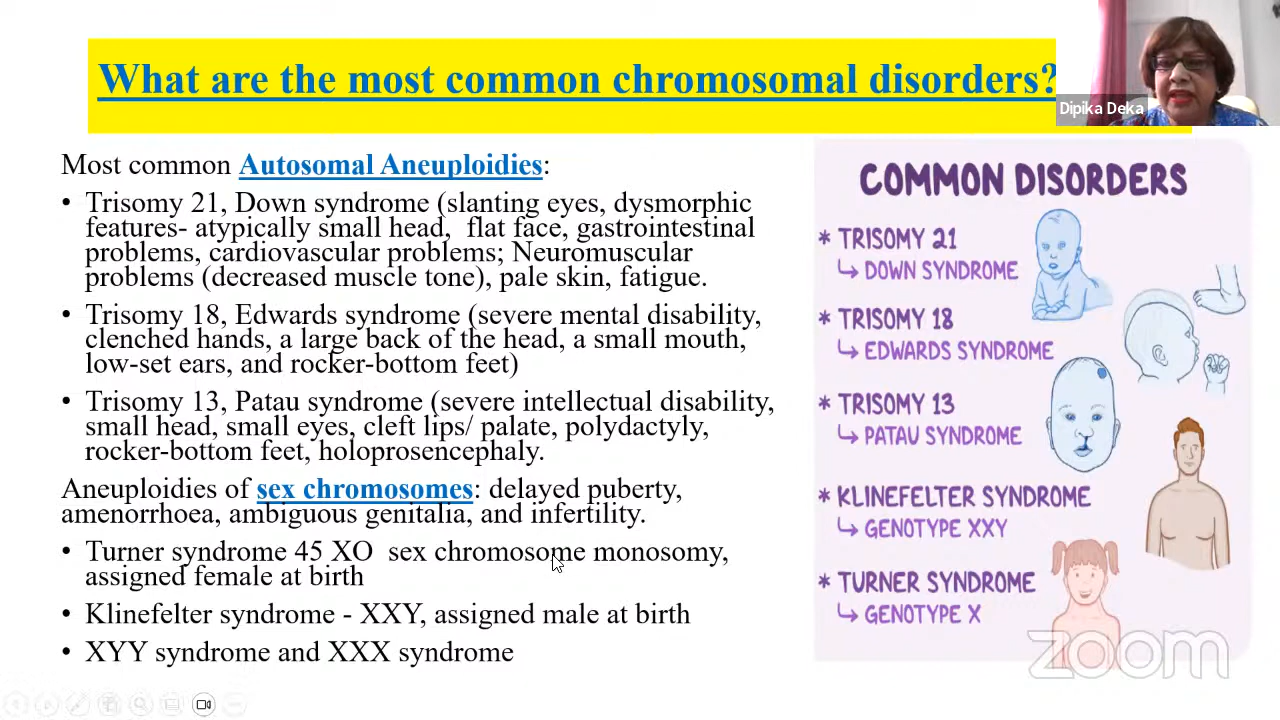 What are the most common chromosomal disorders?
Dipika Deka
Most common Autosomal Aneuploidies:
• Trisomy 21, Down syndrome (slanting eyes, dysmorphic
features- atypically small head, flat face, gastrointestinal
problems, cardiovascular problems; Neuromuscular
problems (decreased muscle tone), pale skin, fatigue.
• Trisomy 18, Edwards syndrome (severe mental disability,
clenched hands, a large back of the head, a small mouth,
low-set ears, and rocker-bottom feet)
• Trisomy 13, Patau syndrome (severe intellectual disability,
small head, small eyes, cleft lips/ palate, polydactyly,
rocker-bottom feet, holoprosencephaly.
Aneuploidies of sex chromosomes: delayed puberty,
amenorrhoea, ambiguous genitalia, and infertility.
• Turner syndrome 45 XO sex chromosome monosomy,
assigned female at birth
• Klinefelter syndrome - XXY, assigned male at birth
• XYY syndrome and XXX syndrome
COMMON DISORDERS
* TRISOMY 21
↳ DOWN SYNDROME
* TRISOMY 18
↳ EDWARDS SYNDROME
* TRISOMY 13
↳ PATAU SYNDROME
* KLINEFELTER SYNDROME
↳ GENOTYPE XXY
* TURNER SYNDROME
↳ GENOTYPE X
zoom